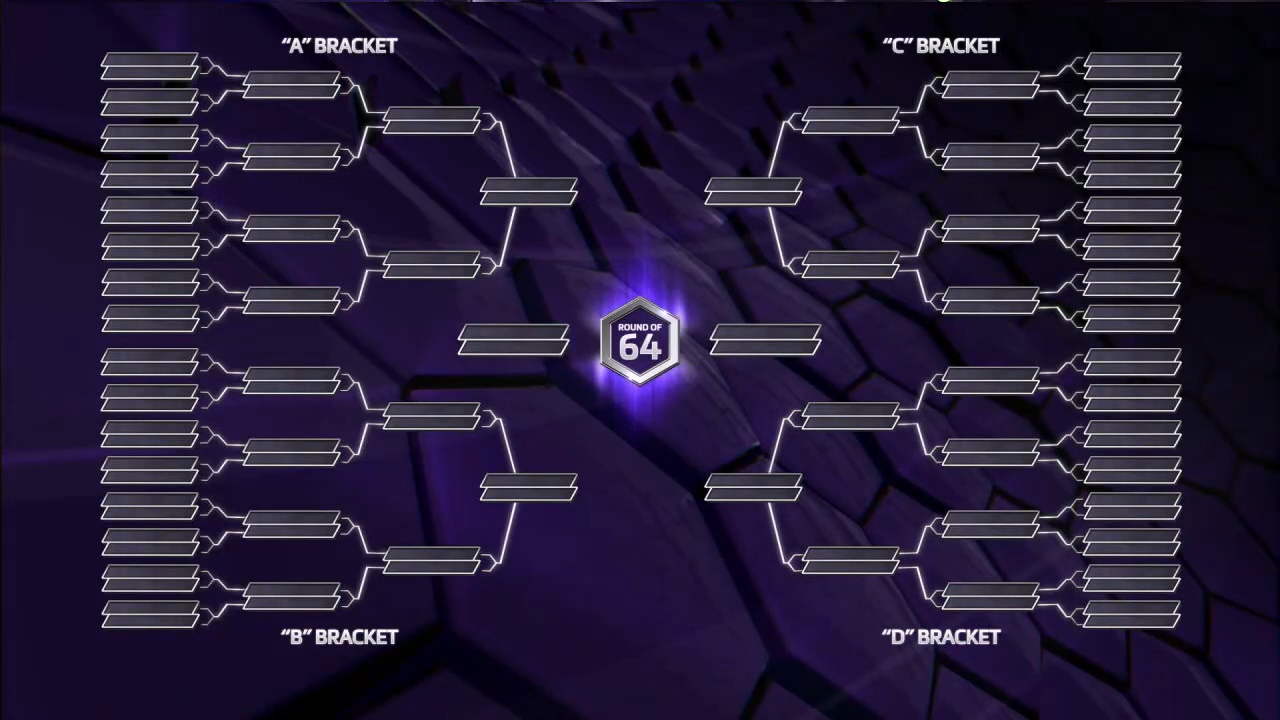 “A” BRACKET
“C” BRACKET
ROUND OF
64
“B” BRACKET
“D” BRACKET